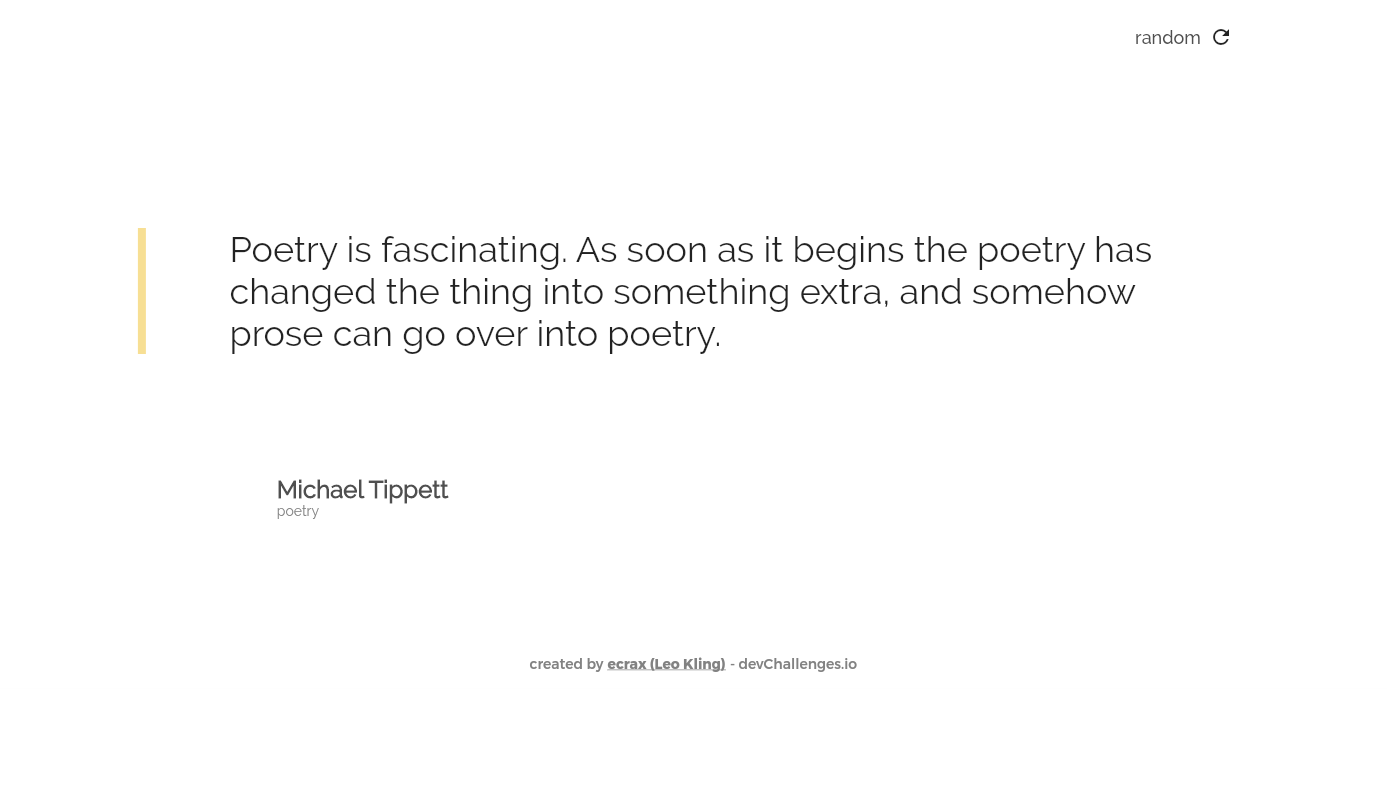 random
Poetry is fascinating. As soon as it begins the poetry has
changed the thing into something extra, and somehow
prose can go over into poetry.
Michael Tippett
poetry
created by ecrax (Leo Kling) - devChallenges.io